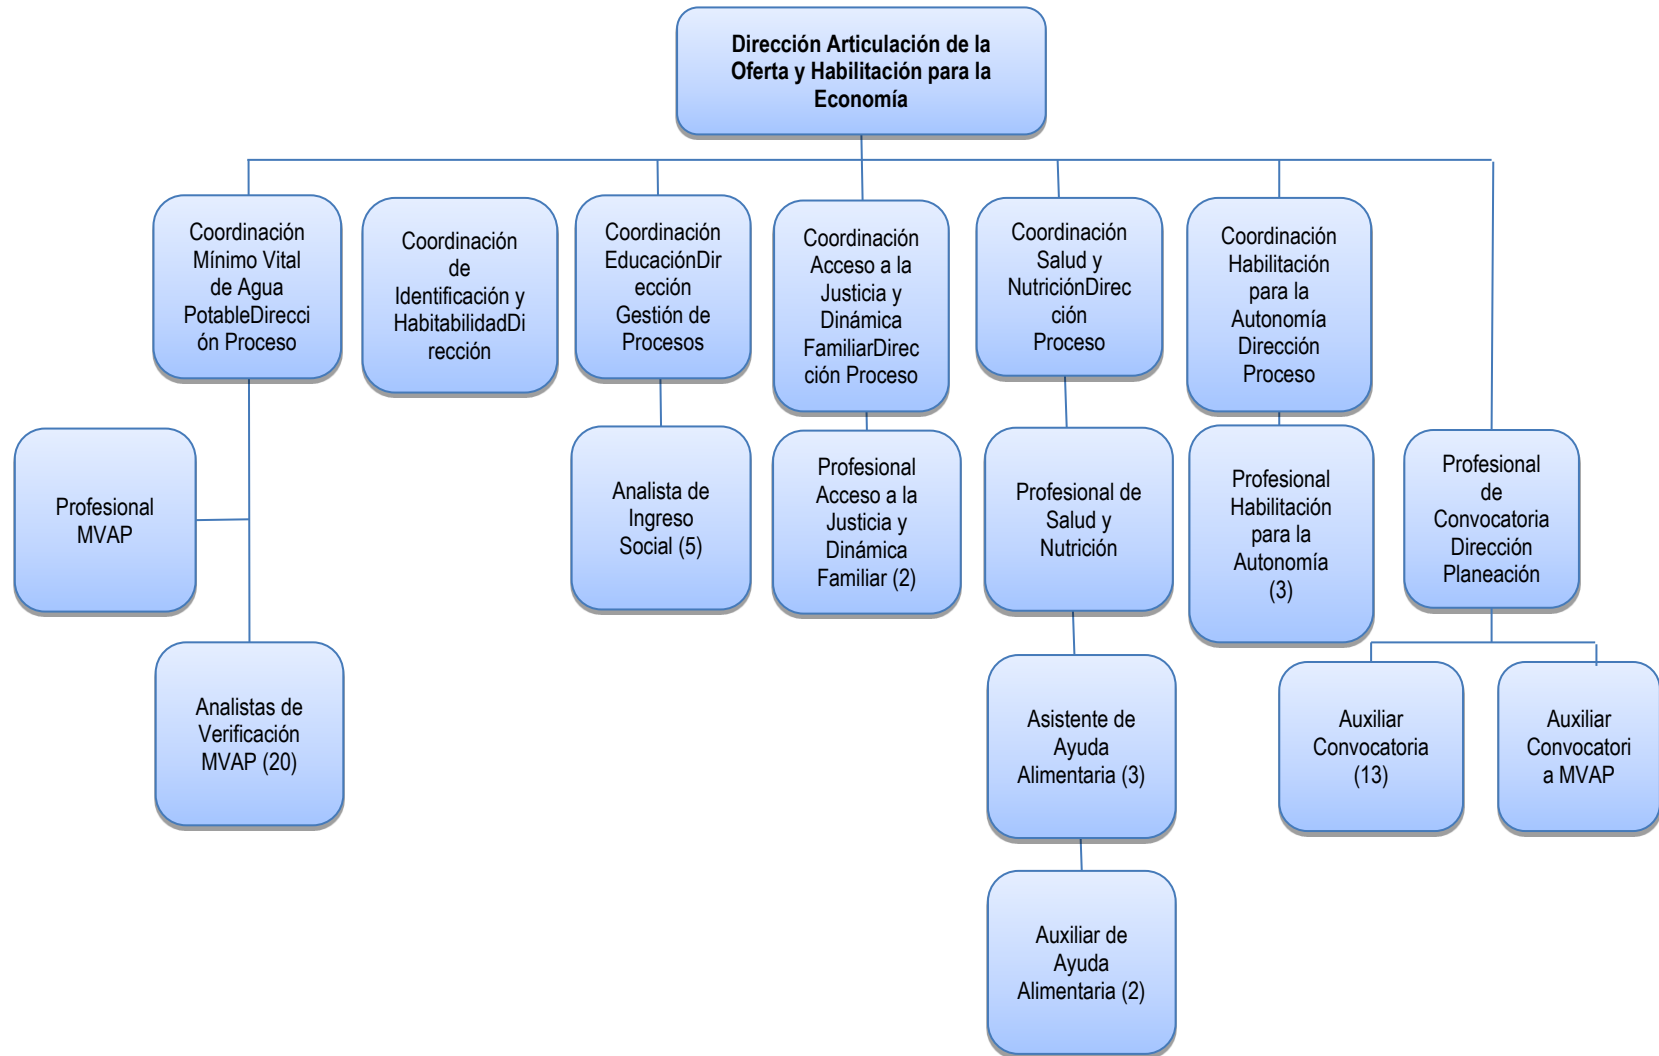 Dirección Articulación de la
Oferta y Habilitación para la
Economía
Coordinación
Mínimo Vital
de Agua
PotableDirecci
ón Proceso
Coordinación
de
Identificación y
HabitabilidadDi
rección
Coordinación
EducaciónDir
ección
Gestión de
Procesos
Coordinación
Acceso a la
Justicia y
Dinámica
FamiliarDirec
ción Proceso
Coordinación
Salud y
NutriciónDirec
ción
Proceso
Coordinación
Habilitación
para la
Autonomía
Dirección
Proceso
Profesional
MVAP
Analista de
Ingreso
Social (5)
Profesional
Acceso a la
Justicia y
Dinámica
Familiar (2)
Profesional de
Salud y
Nutrición
Profesional
Habilitación
para la
Autonomía
(3)
Profesional
de
Convocatoria
Dirección
Planeación
Analistas de
Verificación
MVAP (20)
Asistente de
Ayuda
Alimentaria (3)
Auxiliar
Convocatoria
(13)
Auxiliar
Convocatori
a MVAP
Auxiliar de
Ayuda
Alimentaria (2)